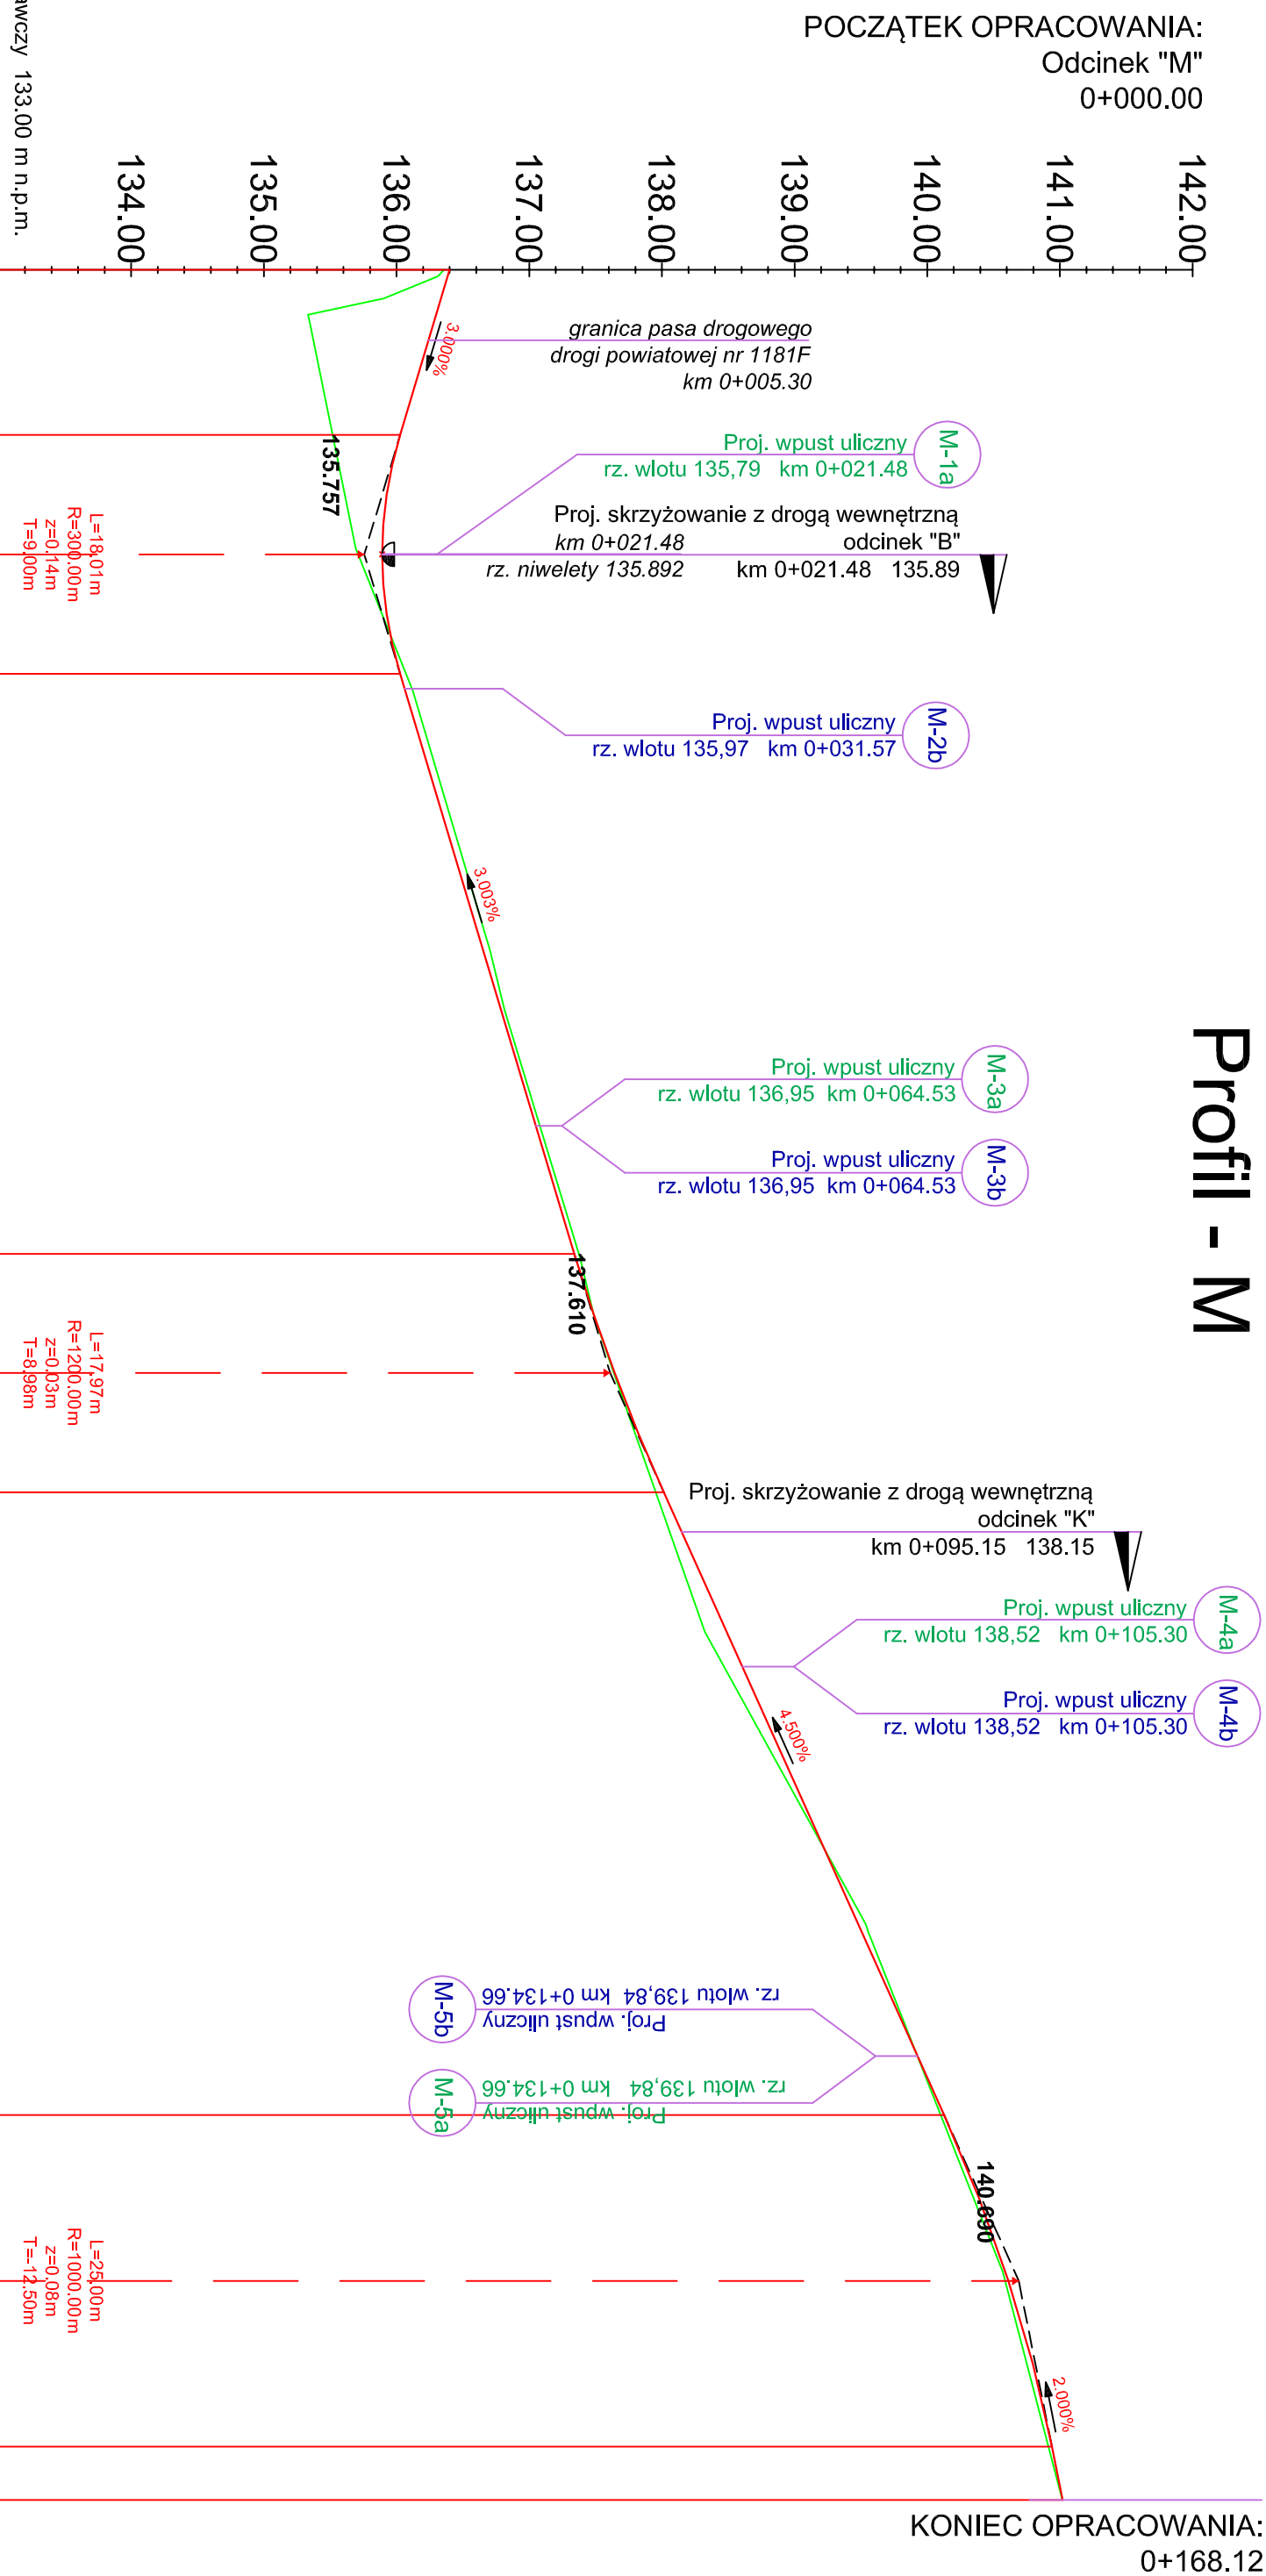 POCZĄTEK OPRACOWANIA:
Odcinek "M"
0+000.00
133.00 m n.p.m.
134.00
135.00
136.00
137.00
138.00
139.00
140.00
141.00
142.00
Profil - M
3.000%
granica pasa drogowego
drogi powiatowej nr 1181F
km 0+005.30
135.757
L=18,01m
R=300.00m
z=0,14m
T=9.00m
M-1a
Proj. wpust uliczny
rz. wlotu 135,79 km 0+021.48
Proj. skrzyżowanie z drogą wewnętrzną
km 0+021.48 odcinek "B"
rz. niwelety 135.892 km 0+021.48 135.89
M-2b
Proj. wpust uliczny
rz. wlotu 135,97 km 0+031.57
3.003%
M-3a
Proj. wpust uliczny
rz. wlotu 136,95 km 0+064.53
M-3b
Proj. wpust uliczny
rz. wlotu 136,95 km 0+064.53
137.610
L=17,97m
R=1200.00m
z=0,03m
T=8,98m
Proj. skrzyżowanie z drogą wewnętrzną
odcinek "K"
km 0+095.15 138.15
M-4a
Proj. wpust uliczny
rz. wlotu 138,52 km 0+105.30
M-4b
Proj. wpust uliczny
rz. wlotu 138,52 km 0+105.30
4.500%
M-5b
Proj. wpust uliczny
rz. wlotu 139,84 km 0+134.66
M-5a
Proj. wpust uliczny
rz. wlotu 139,84 km 0+134.66
140.690
L=25,00m
R=1000.00m
z=0,08m
T=-12.50m
2.000%
KONIEC OPRACOWANIA:
0+168.12